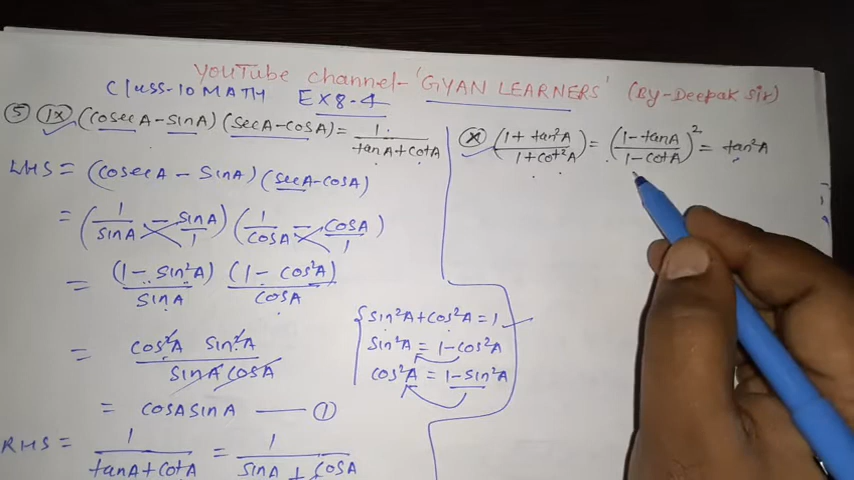 YouTube channel- 'GYAN LEARNERS' (By-Deepak sir)
Class-10 MATH EX 8.4
⑤ ix (cosecA - sinA) (secA - cosA) = 1/(tanA + cotA)
LHS = (cosecA - sinA) (secA - cosA)
= (1/sinA - sinA/1) (1/cosA - cosA/1)
= (1 - sin²A)/sinA (1 - cos²A)/cosA
= cos²A sin²A/(sinA cosA)
= cosA sinA —— ①
RHS = 1/(tanA + cotA) = 1/(sinA + cosA
{ sin²A + cos²A = 1
sin²A = 1 - cos²A
cos²A = 1 - sin²A
ⓧ (1 + tan²A / 1 + cot²A) = (1 - tanA / 1 - cotA)² = tan²A